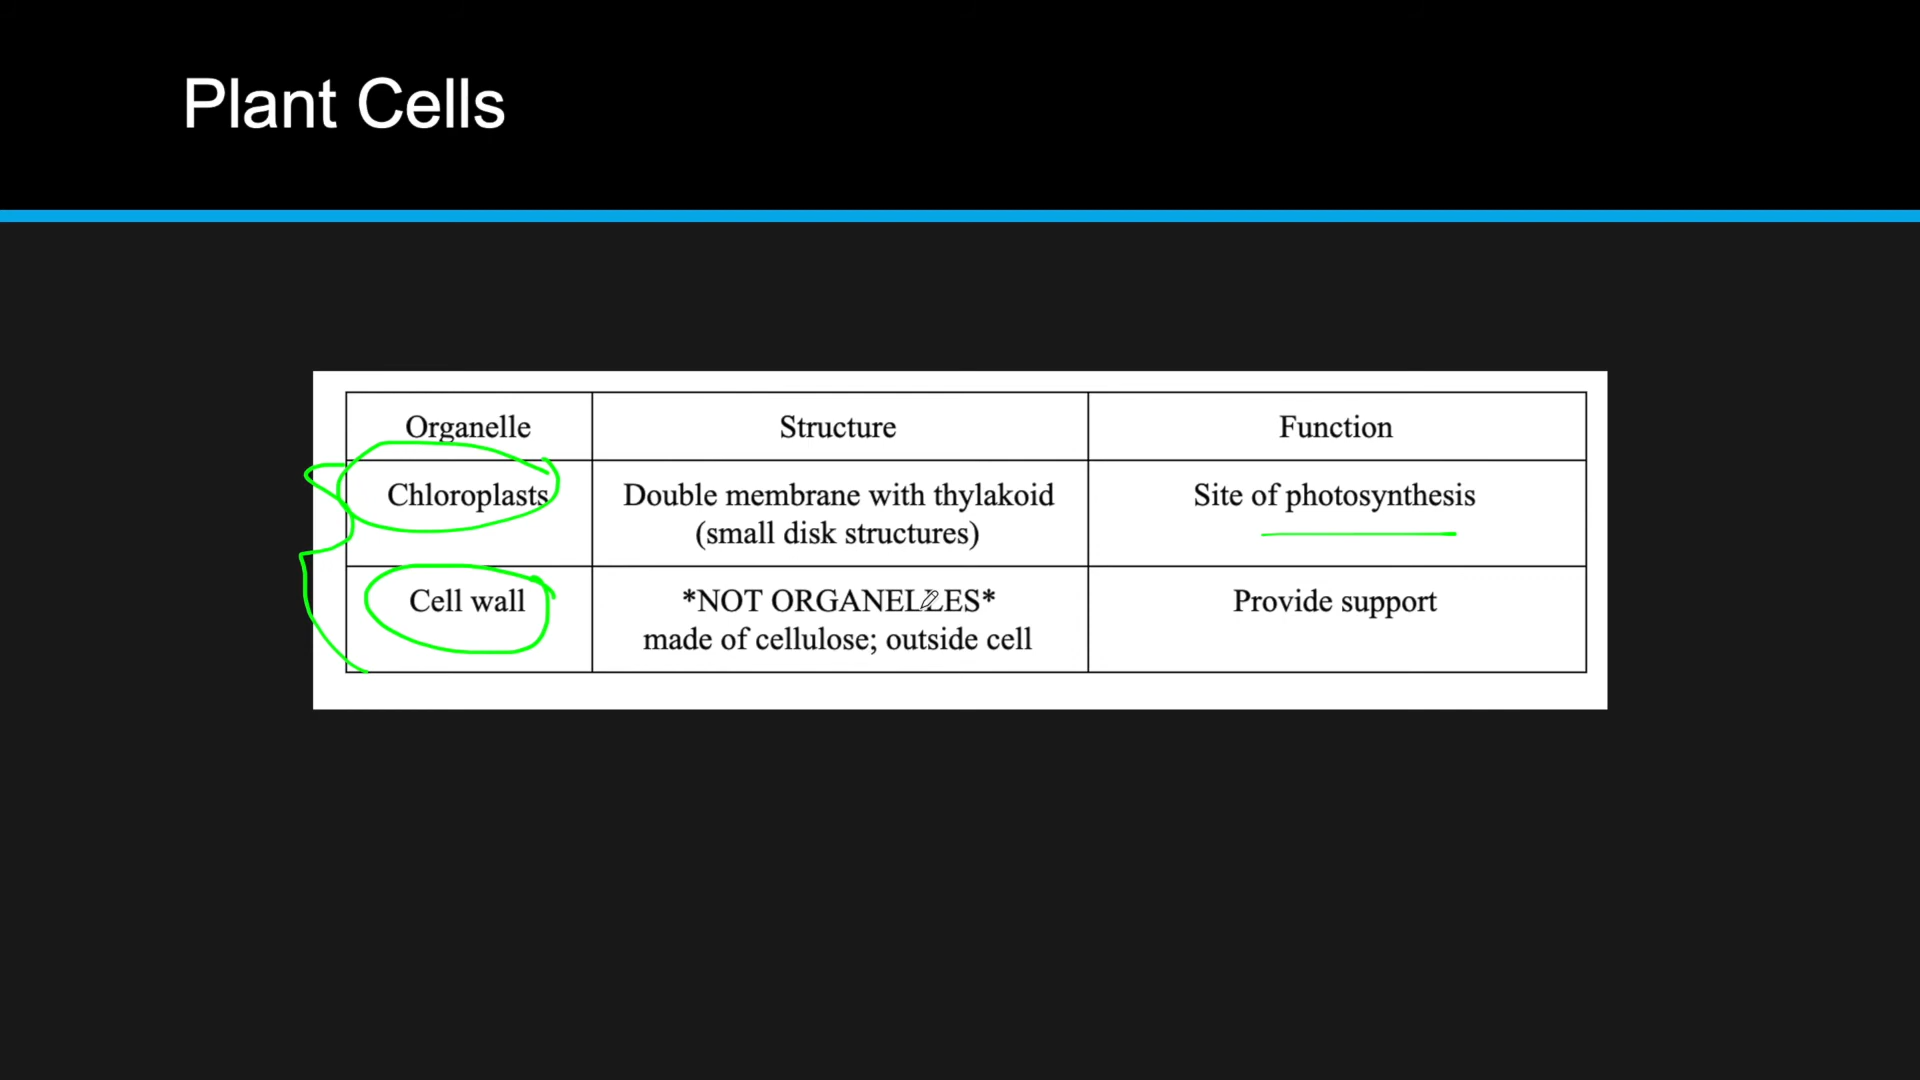 Plant Cells
Organelle Structure Function
Chloroplasts Double membrane with thylakoid Site of photosynthesis
(small disk structures)
Cell wall *NOT ORGANELLES* Provide support
made of cellulose; outside cell